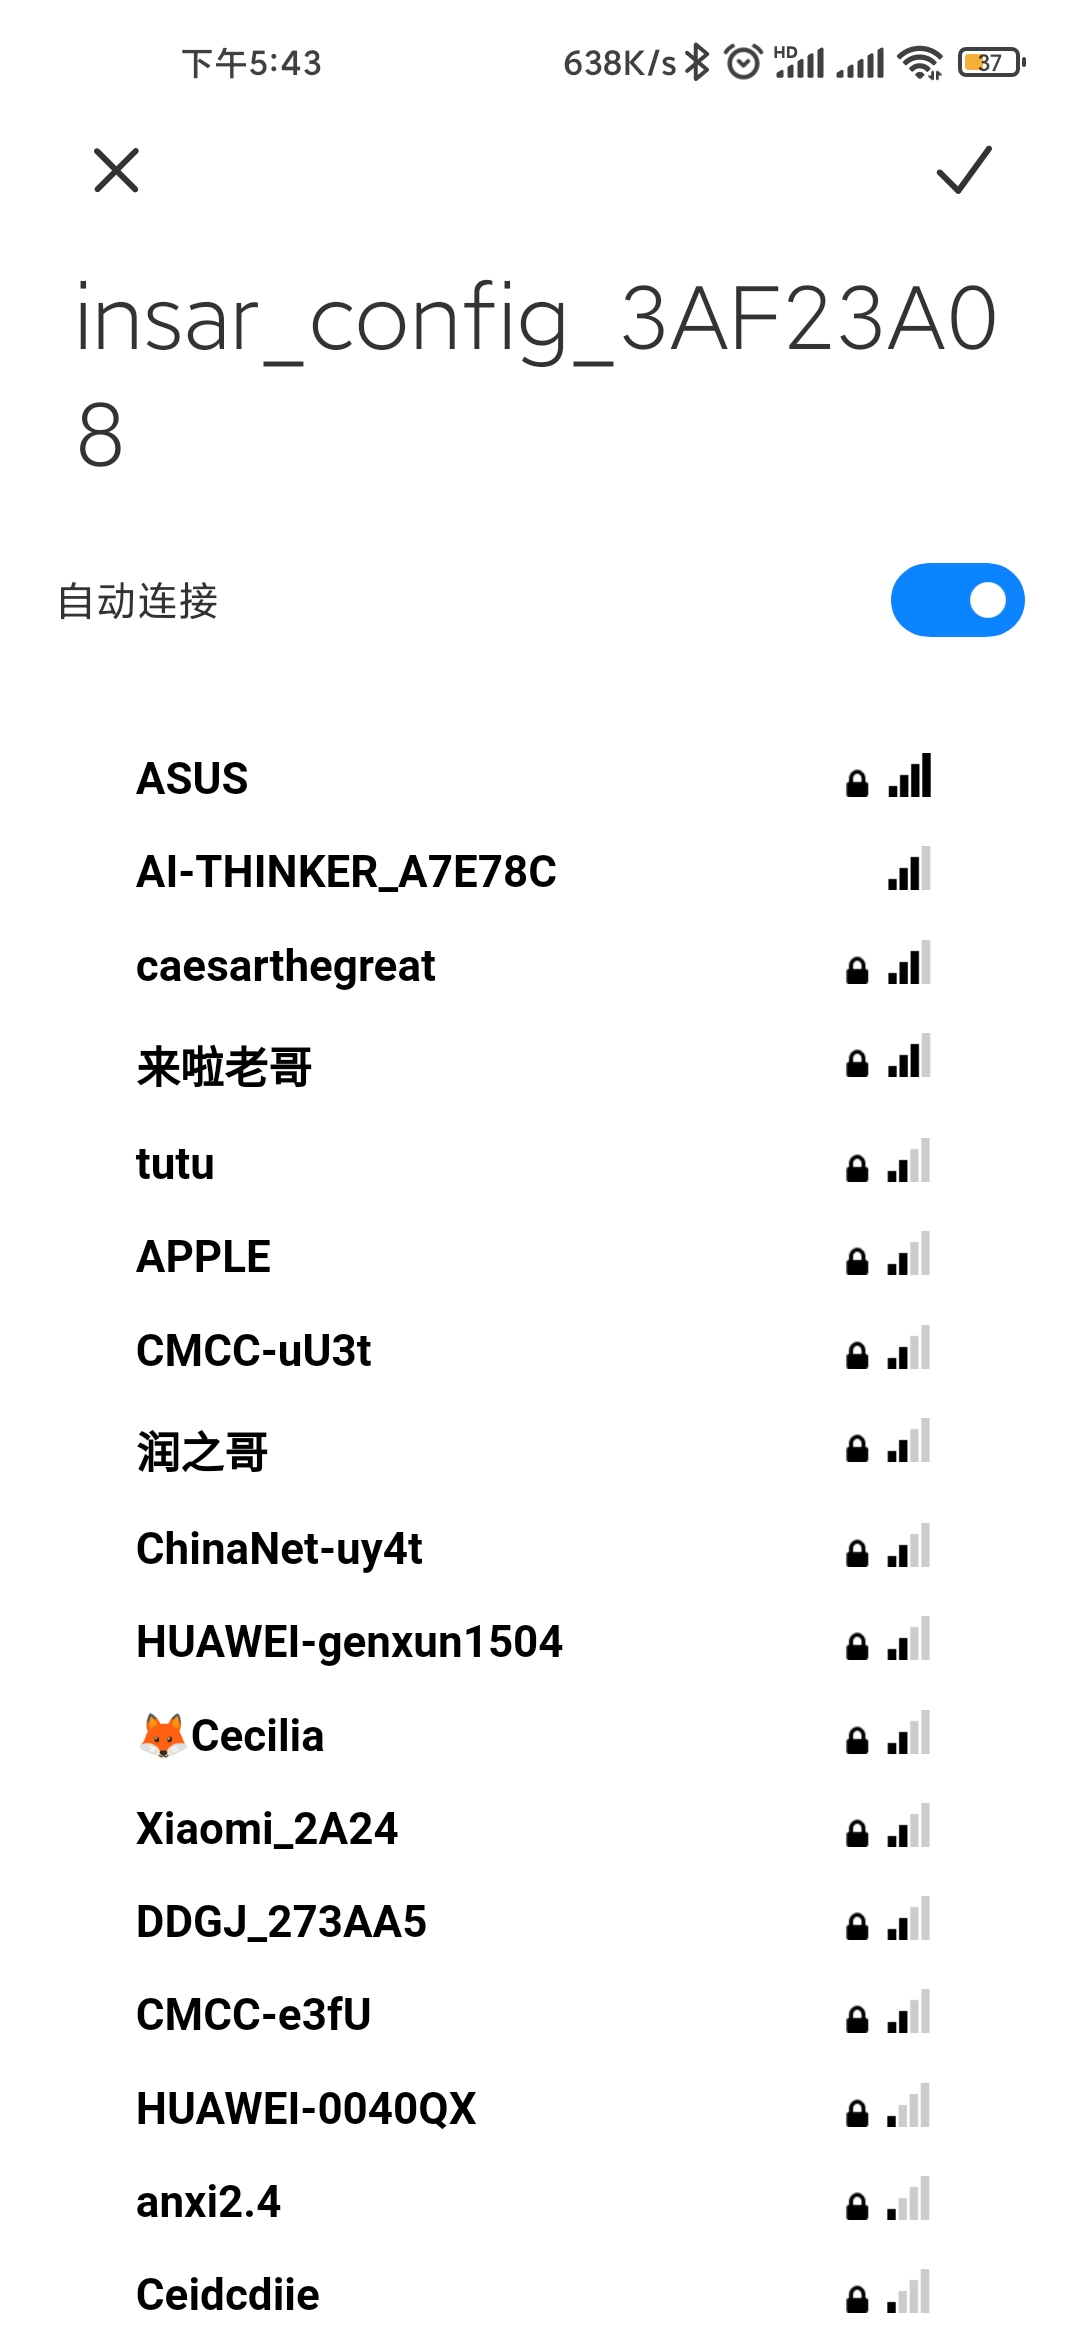 下午5:43
638K/s HD 37
insar_config_3AF23A0
8
自动连接
ASUS
AI-THINKER_A7E78C
caesarthegreat
来啦老哥
tutu
APPLE
CMCC-uU3t
润之哥
ChinaNet-uy4t
HUAWEI-genxun1504
🦊Cecilia
Xiaomi_2A24
DDGJ_273AA5
CMCC-e3fU
HUAWEI-0040QX
anxi2.4
Ceidcdiie